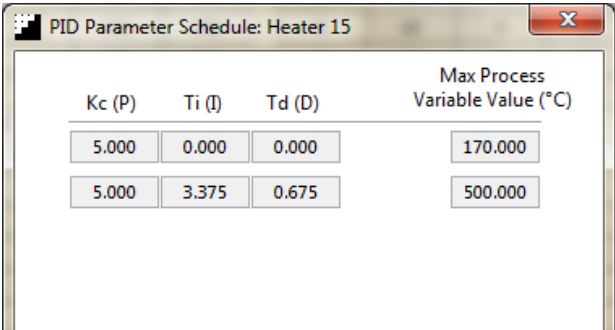 PID Parameter Schedule: Heater 15
Max Process
Kc (P) Ti (I) Td (D) Variable Value (°C)
5.000 0.000 0.000 170.000
5.000 3.375 0.675 500.000